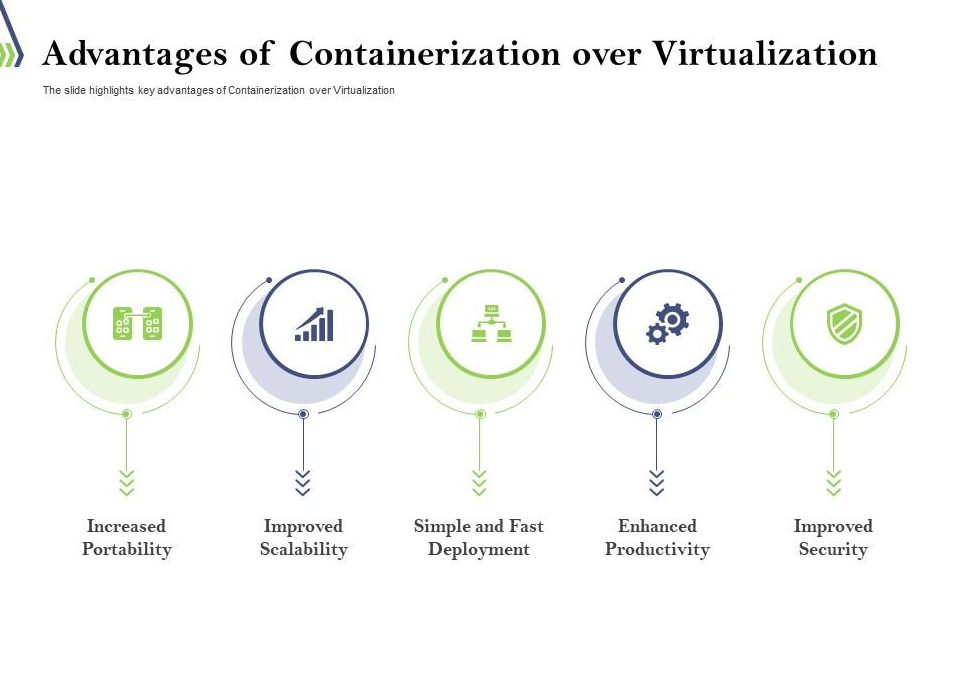 Advantages of Containerization over Virtualization
The slide highlights key advantages of Containerization over Virtualization
Increased
Portability
Improved
Scalability
Simple and Fast
Deployment
Enhanced
Productivity
Improved
Security